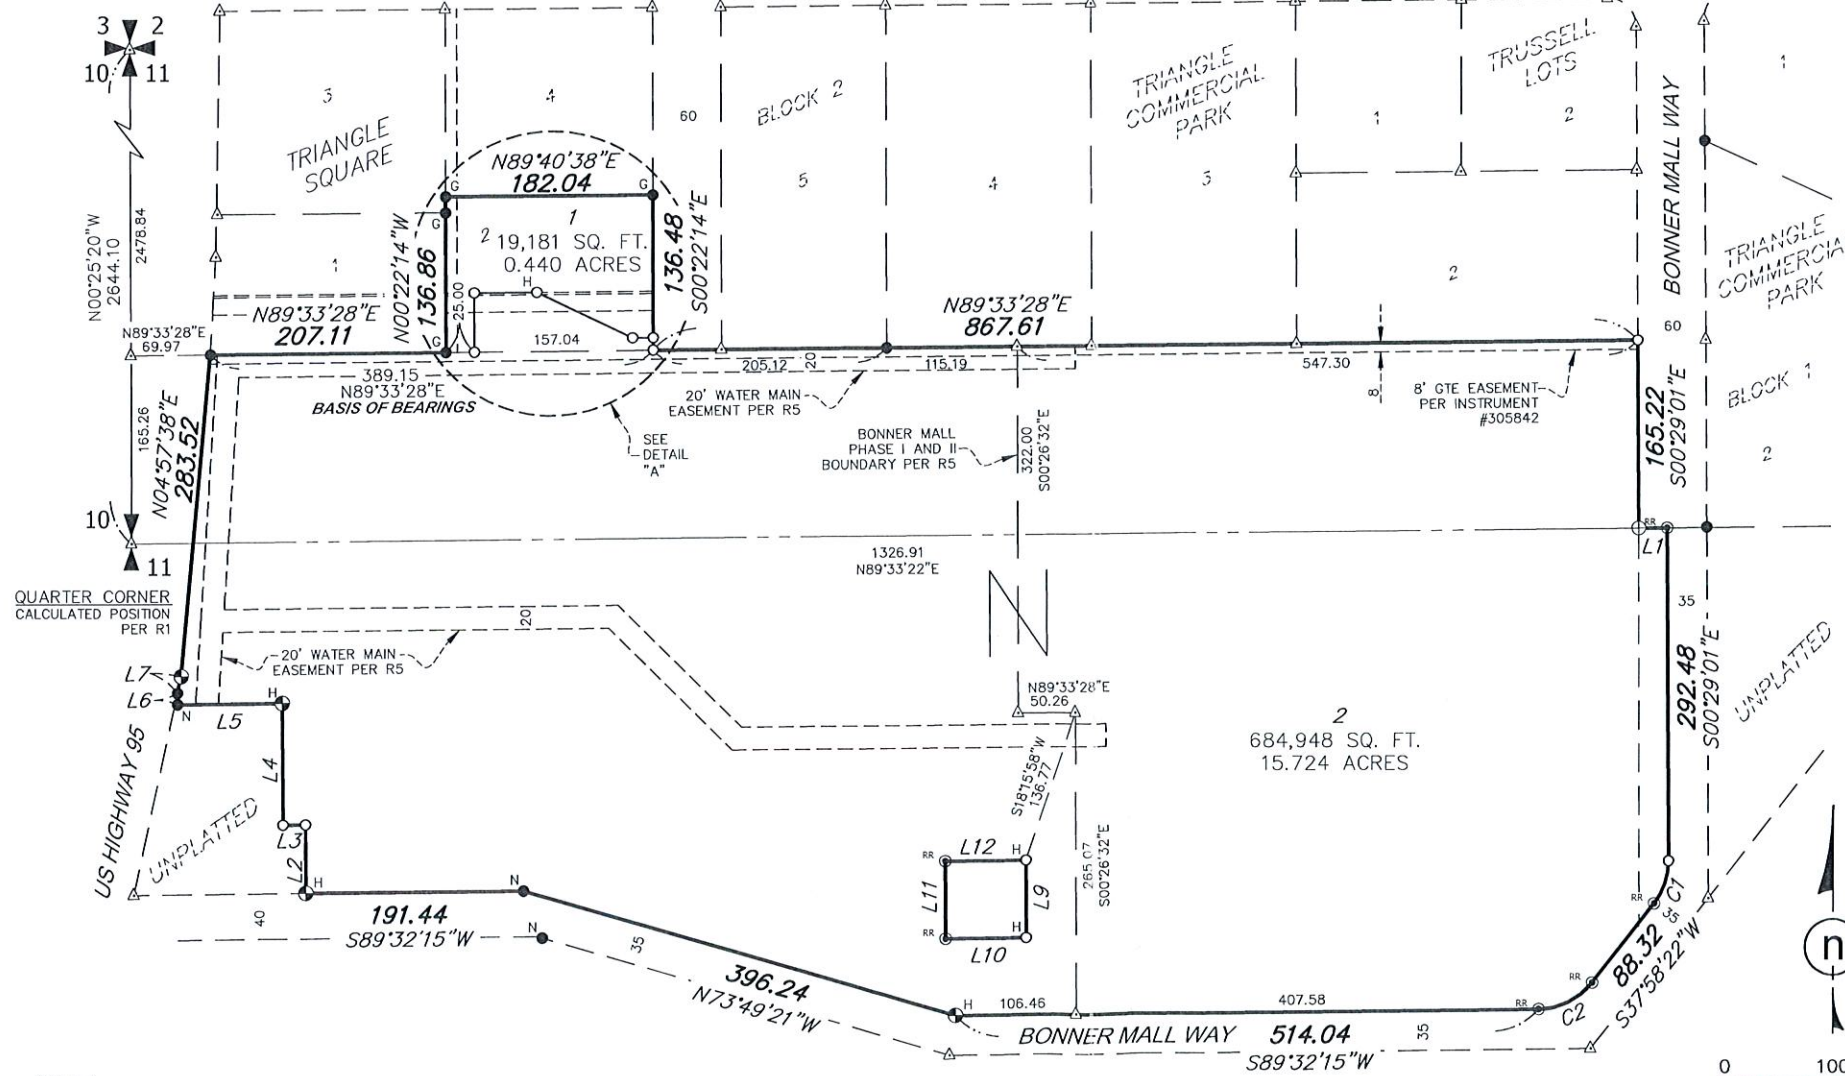 3 2
10 11
N00°25'20"W
2644.10
2478.84
N89°33'28"E
69.97
165.26
10
11
QUARTER CORNER
CALCULATED POSITION
PER R1
3
TRIANGLE
SQUARE
1
4
N89°40'38"E
182.04
G
G
G
G
1
2
19,181 SQ. FT.
0.440 ACRES
H
N00°22'14"W
136.86
136.48
S00°22'14"E
25.00
157.04
N89°33'28"E
207.11
389.15
N89°33'28"E
BASIS OF BEARINGS
60
BLOCK 2
5
4
TRIANGLE
COMMERCIAL
PARK
3
TRUSSELL
LOTS
1
2
2
BONNER MALL WAY
60
1
TRIANGLE
COMMERCIA
PARK
BLOCK 1
2
N89°33'28"E
867.61
205.12
20
115.19
547.30
8
20' WATER MAIN
EASEMENT PER R5
8' GTE EASEMENT
PER INSTRUMENT
#305842
SEE
DETAIL
"A"
BONNER MALL
PHASE I AND II
BOUNDARY PER R5
322.00
S00°26'32"E
165.22
S00°29'01"E
N04°57'38"E
283.52
1326.91
N89°33'22"E
RR
L1
35
292.48
S00°29'01"E
UNPLATTED
20
20' WATER MAIN
EASEMENT PER R5
L7
L6
N
L5
H
L4
L3
L2
H
US HIGHWAY 95
UNPLATTED
N89°33'28"E
50.26
S18°15'58"W
136.77
2
684,948 SQ. FT.
15.724 ACRES
RR
L12
H
L11
L9
RR
L10
H
265.07
S00°26'32"E
191.44
S89°32'15"W
40
N
N
35
396.24
N73°49'21"W
H
106.46
407.58
BONNER MALL WAY
514.04
S89°32'15"W
35
RR
C2
RR
88.32
S37°58'22"W
RR
C1
35
n
0 100